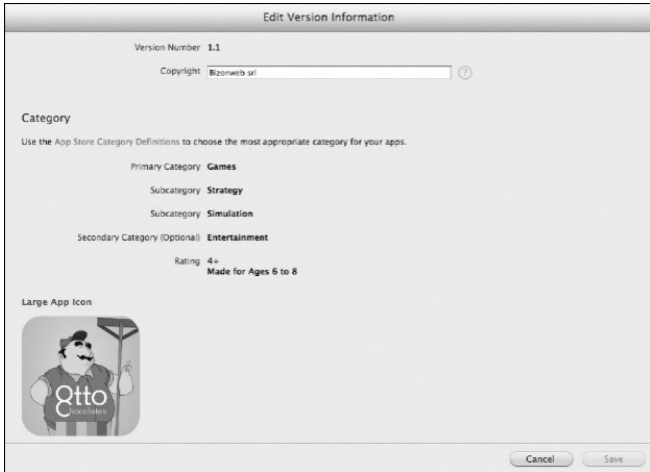 Edit Version Information
Version Number 1.1
Copyright Bizonweb srl ?
Category
Use the App Store Category Definitions to choose the most appropriate category for your apps.
Primary Category Games
Subcategory Strategy
Subcategory Simulation
Secondary Category (Optional) Entertainment
Rating 4+
Made for Ages 6 to 8
Large App Icon
8tto
chocolates
Cancel Save